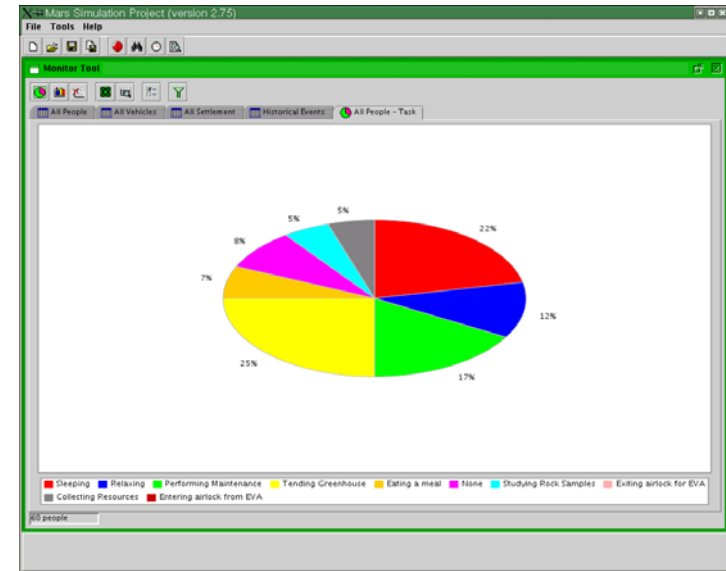 Mars Simulation Project (version 2.75)
File Tools Help
Monitor Tool
All People All Vehicles All Settlement Historical Events All People - Task
5%
5%
22%
8%
7%
12%
25%
17%
Sleeping Relaxing Performing Maintenance Tending Greenhouse Eating a meal None Studying Rock Samples Exiting airlock for EVA
Collecting Resources Entering airlock from EVA
60 people